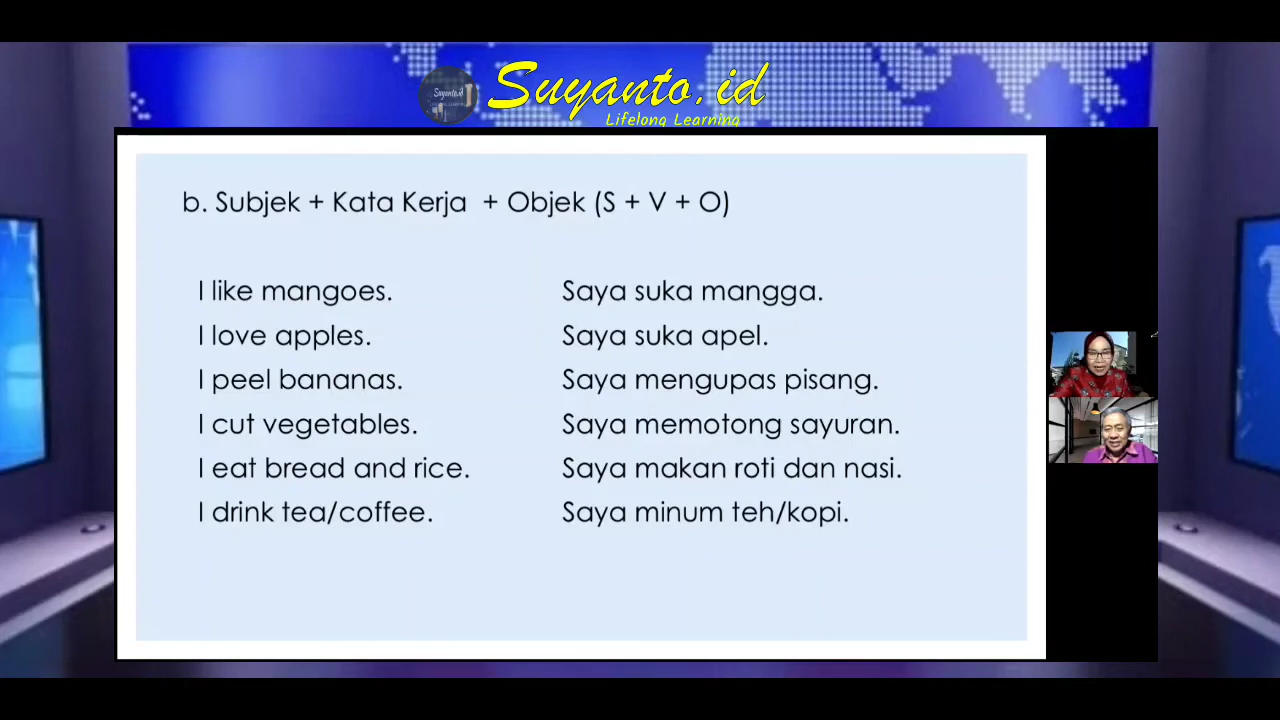 Suyanto.id
Suyanto.id
Lifelong Learning
b. Subjek + Kata Kerja + Objek (S + V + O)
I like mangoes. Saya suka mangga.
I love apples. Saya suka apel.
I peel bananas. Saya mengupas pisang.
I cut vegetables. Saya memotong sayuran.
I eat bread and rice. Saya makan roti dan nasi.
I drink tea/coffee. Saya minum teh/kopi.